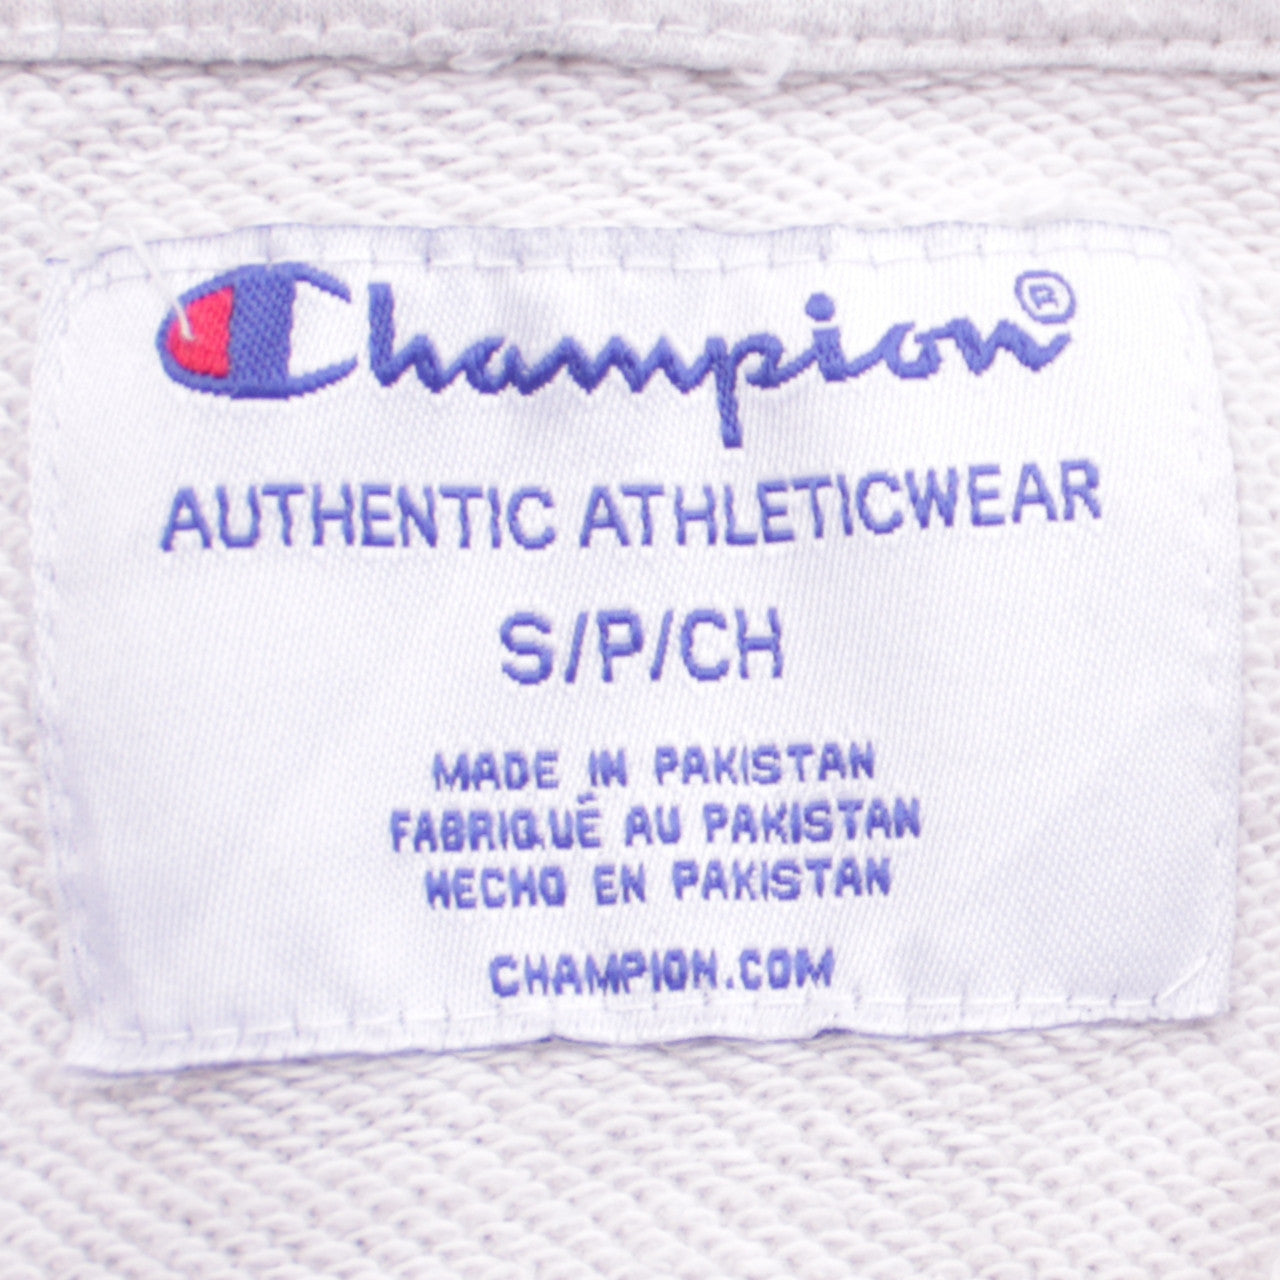 Champion®
AUTHENTIC ATHLETICWEAR
S/P/CH
MADE IN PAKISTAN
FABRIQUÉ AU PAKISTAN
HECHO EN PAKISTAN
CHAMPION.COM